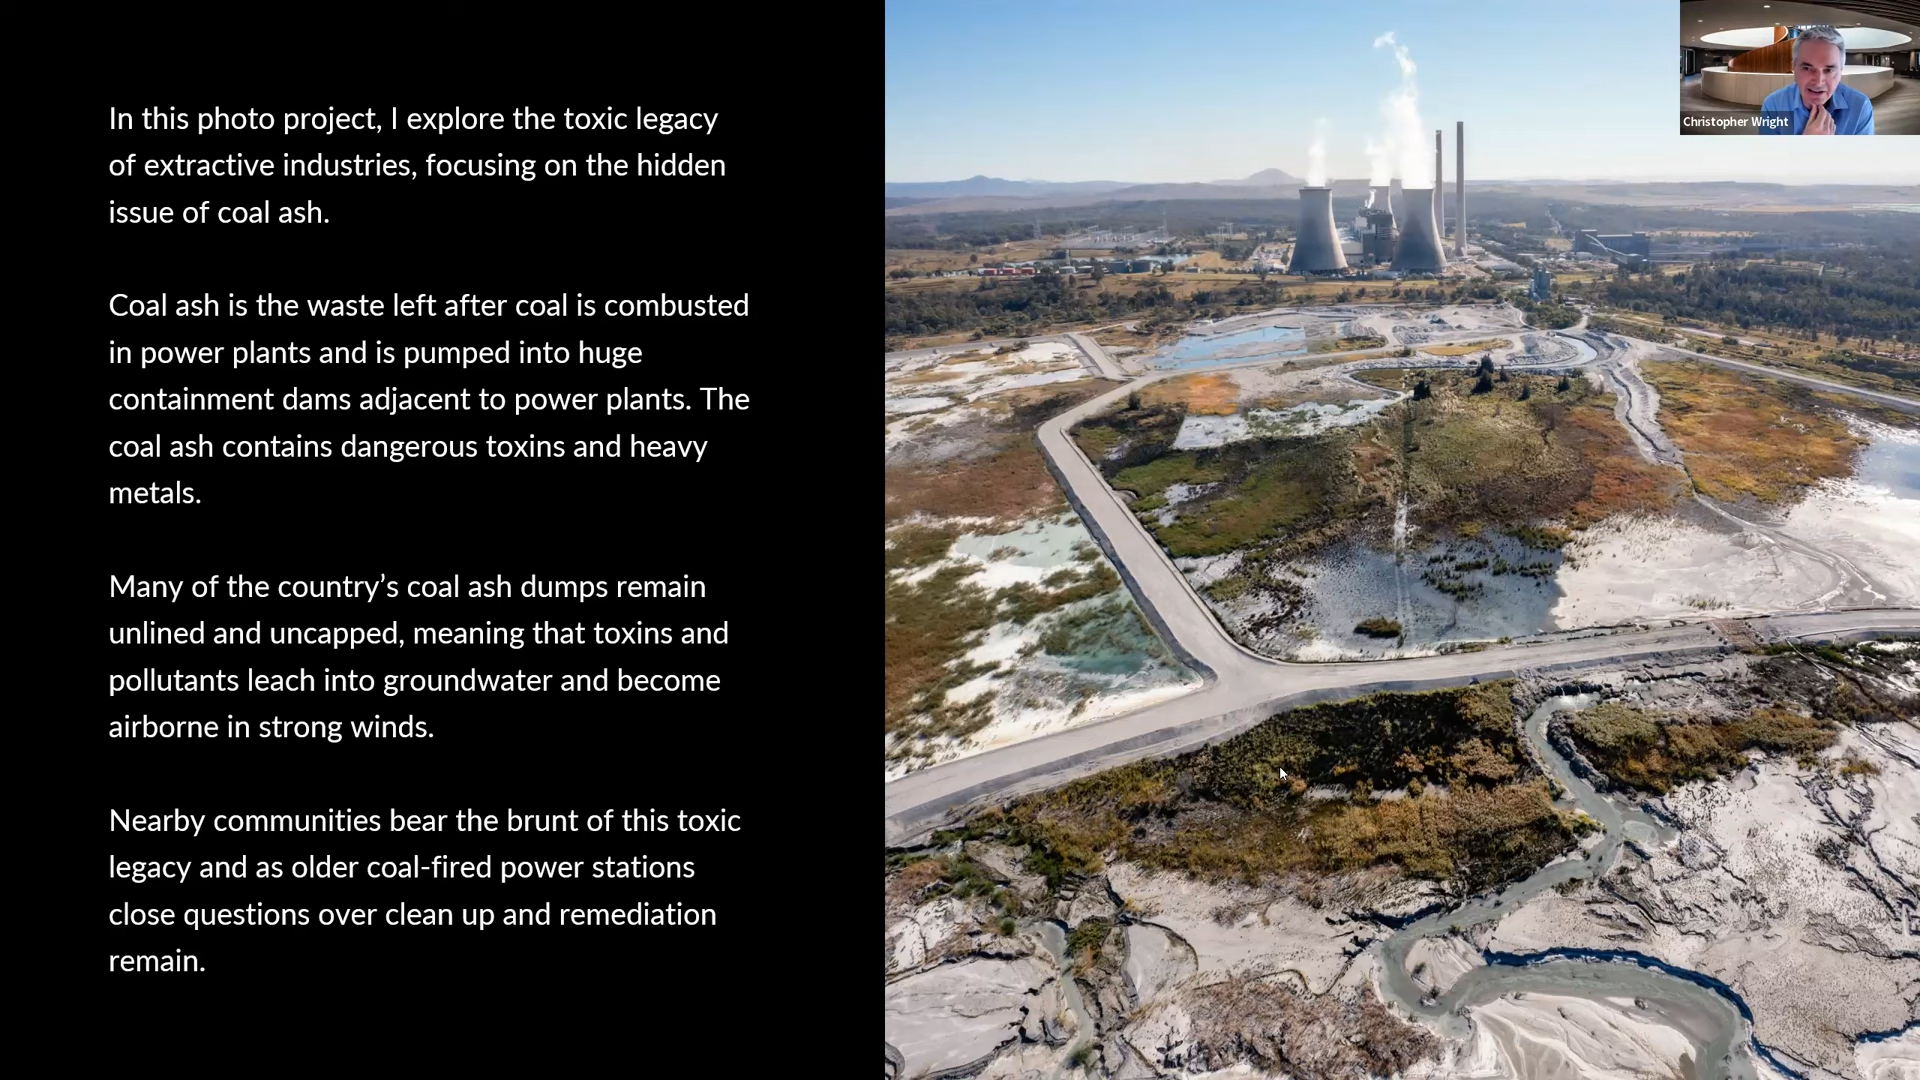 In this photo project, I explore the toxic legacy
of extractive industries, focusing on the hidden
issue of coal ash.
Coal ash is the waste left after coal is combusted
in power plants and is pumped into huge
containment dams adjacent to power plants. The
coal ash contains dangerous toxins and heavy
metals.
Many of the country’s coal ash dumps remain
unlined and uncapped, meaning that toxins and
pollutants leach into groundwater and become
airborne in strong winds.
Nearby communities bear the brunt of this toxic
legacy and as older coal-fired power stations
close questions over clean up and remediation
remain.
Christopher Wright